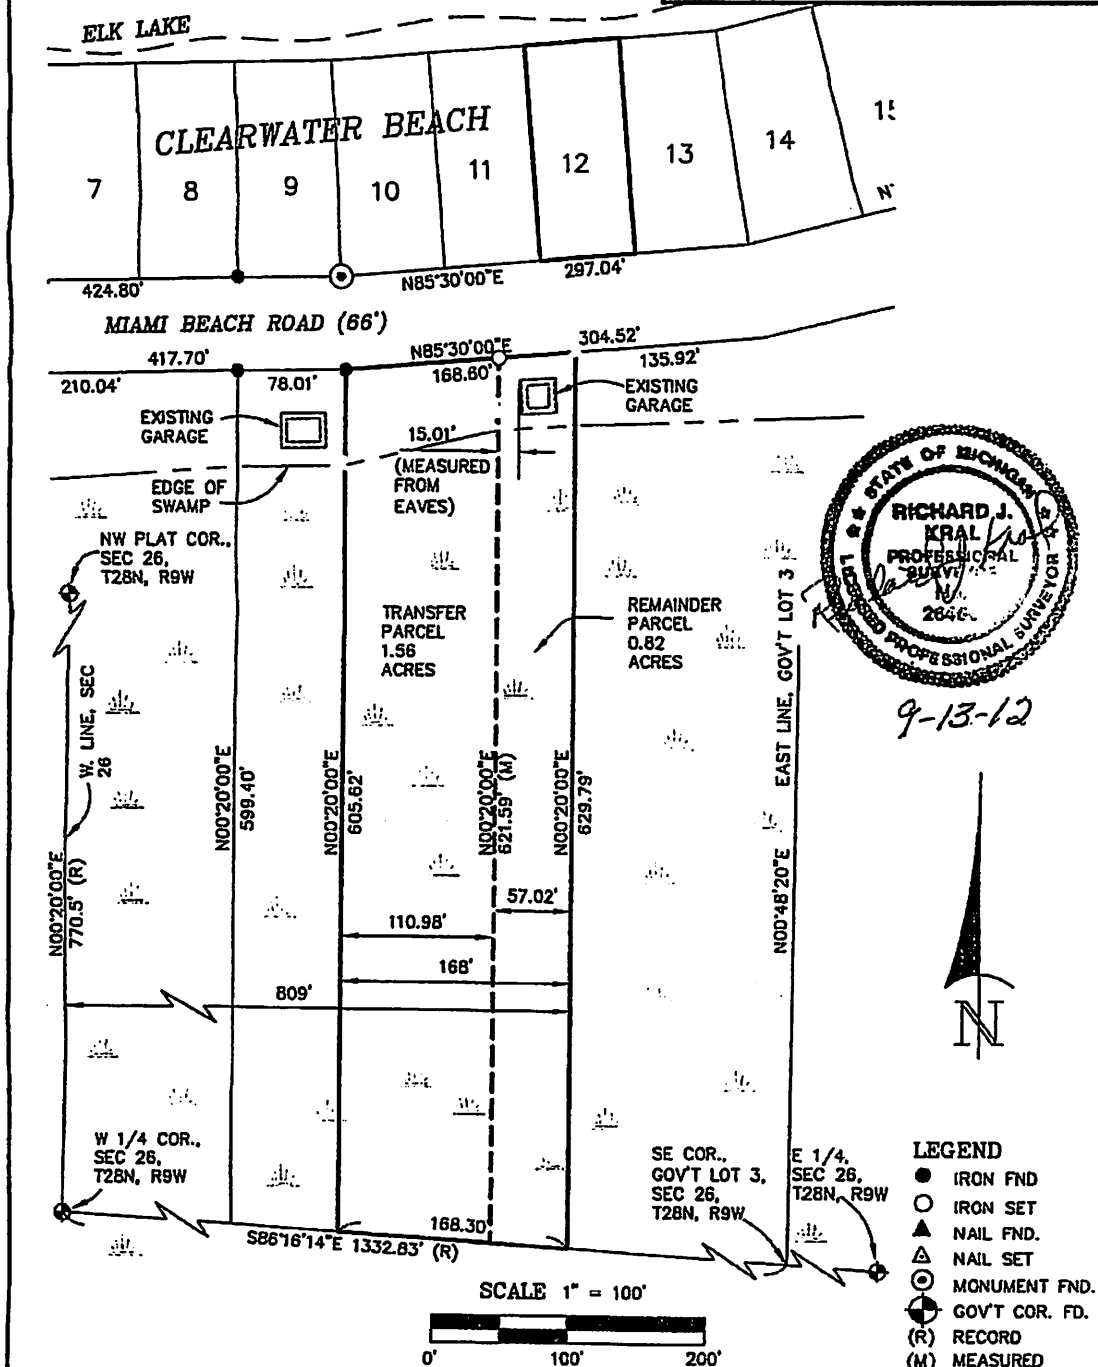 ELK LAKE
CLEARWATER BEACH
7
8
9
10
11
12
13
14
424.80'
N85°30'00"E
297.04'
MIAMI BEACH ROAD (66')
417.70'
N85°30'00"E
304.52'
210.04'
78.01'
168.60'
135.92'
EXISTING
GARAGE
EXISTING
GARAGE
15.01'
(MEASURED
FROM
EAVES)
EDGE OF
SWAMP
NW PLAT COR.,
SEC 26,
T28N, R9W
TRANSFER
PARCEL
1.56
ACRES
REMAINDER
PARCEL
0.82
ACRES
STATE OF MICHIGAN
RICHARD J.
KRAL
PROFESSIONAL
LICENSED PROFESSIONAL SURVEYOR
9-13-12
W. LINE, SEC
26
N00°20'00"E
770.5' (R)
N00°20'00"E
599.40'
N00°20'00"E
605.62'
N00°20'00"E
621.59' (M)
N00°20'00"E
629.79'
N00°48'20"E EAST LINE, GOV'T LOT 3
57.02'
110.98'
168'
809'
N
W 1/4 COR.,
SEC 26,
T28N, R9W
SE COR.,
GOV'T LOT 3,
SEC 26,
T28N, R9W
E 1/4,
SEC 26,
T28N, R9W
168.30'
S86°16'14"E 1332.83' (R)
LEGEND
IRON FND
IRON SET
NAIL FND.
NAIL SET
MONUMENT FND.
GOV'T COR. FD.
(R) RECORD
(M) MEASURED
SCALE 1" = 100'
0' 100' 200'